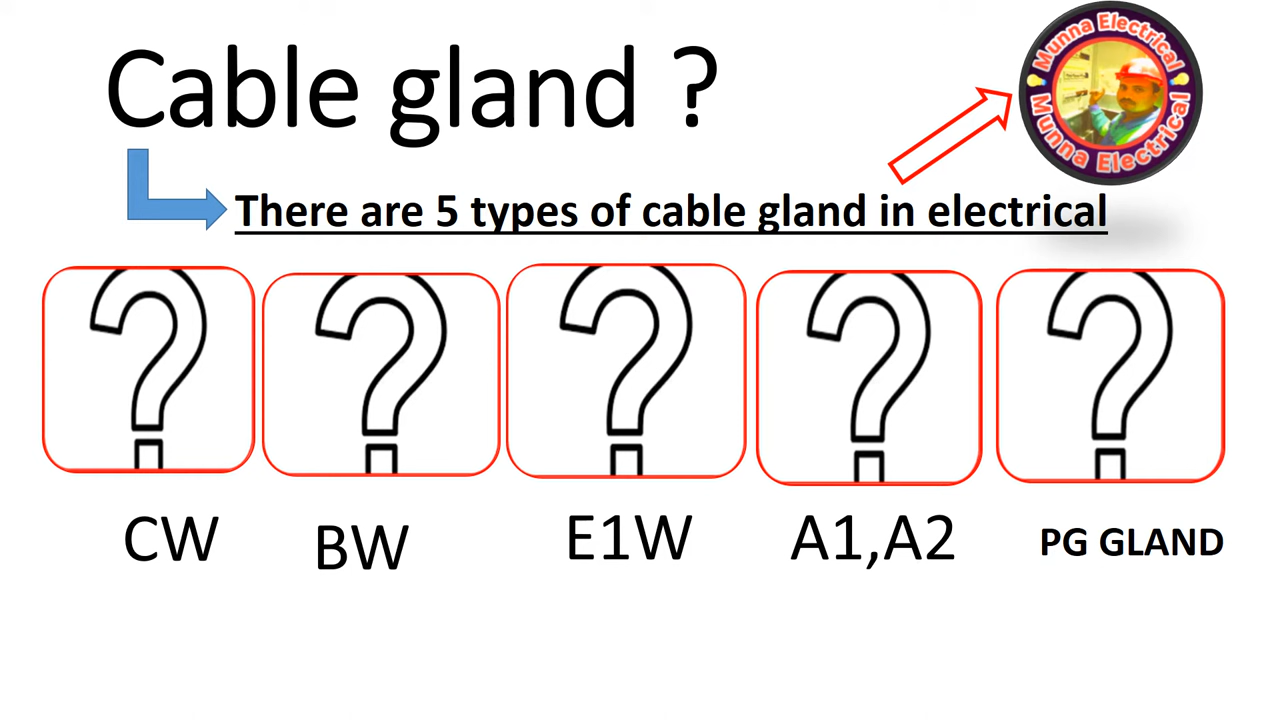 Cable gland ?
Munna Electrical
Munna Electrical
There are 5 types of cable gland in electrical
CW
BW
E1W
A1,A2
PG GLAND